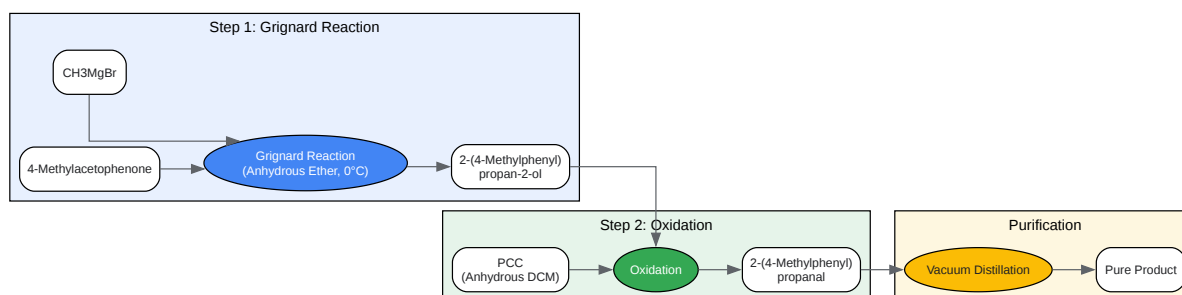 Step 1: Grignard Reaction
CH3MgBr
4-Methylacetophenone
Grignard Reaction
(Anhydrous Ether, 0°C)
2-(4-Methylphenyl)
propan-2-ol
Step 2: Oxidation
PCC
(Anhydrous DCM)
Oxidation
2-(4-Methylphenyl)
propanal
Purification
Vacuum Distillation
Pure Product